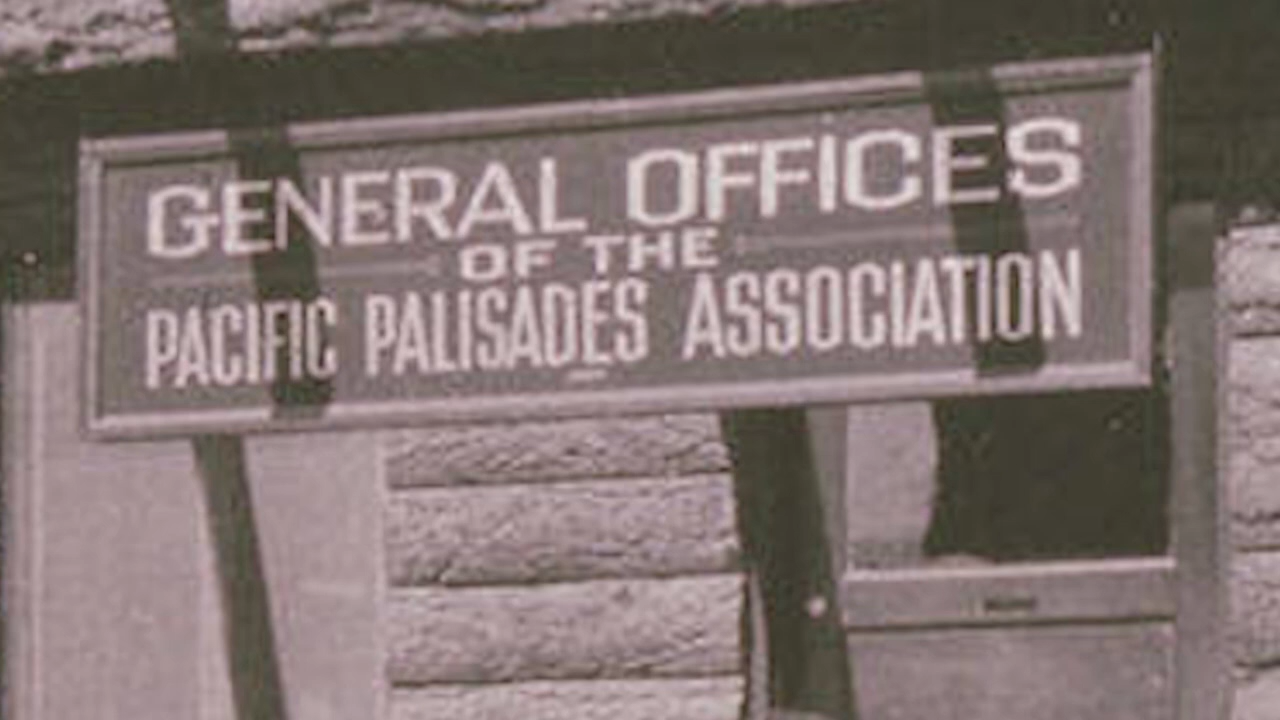 GENERAL OFFICES
OF THE
PACIFIC PALISADES ASSOCIATION